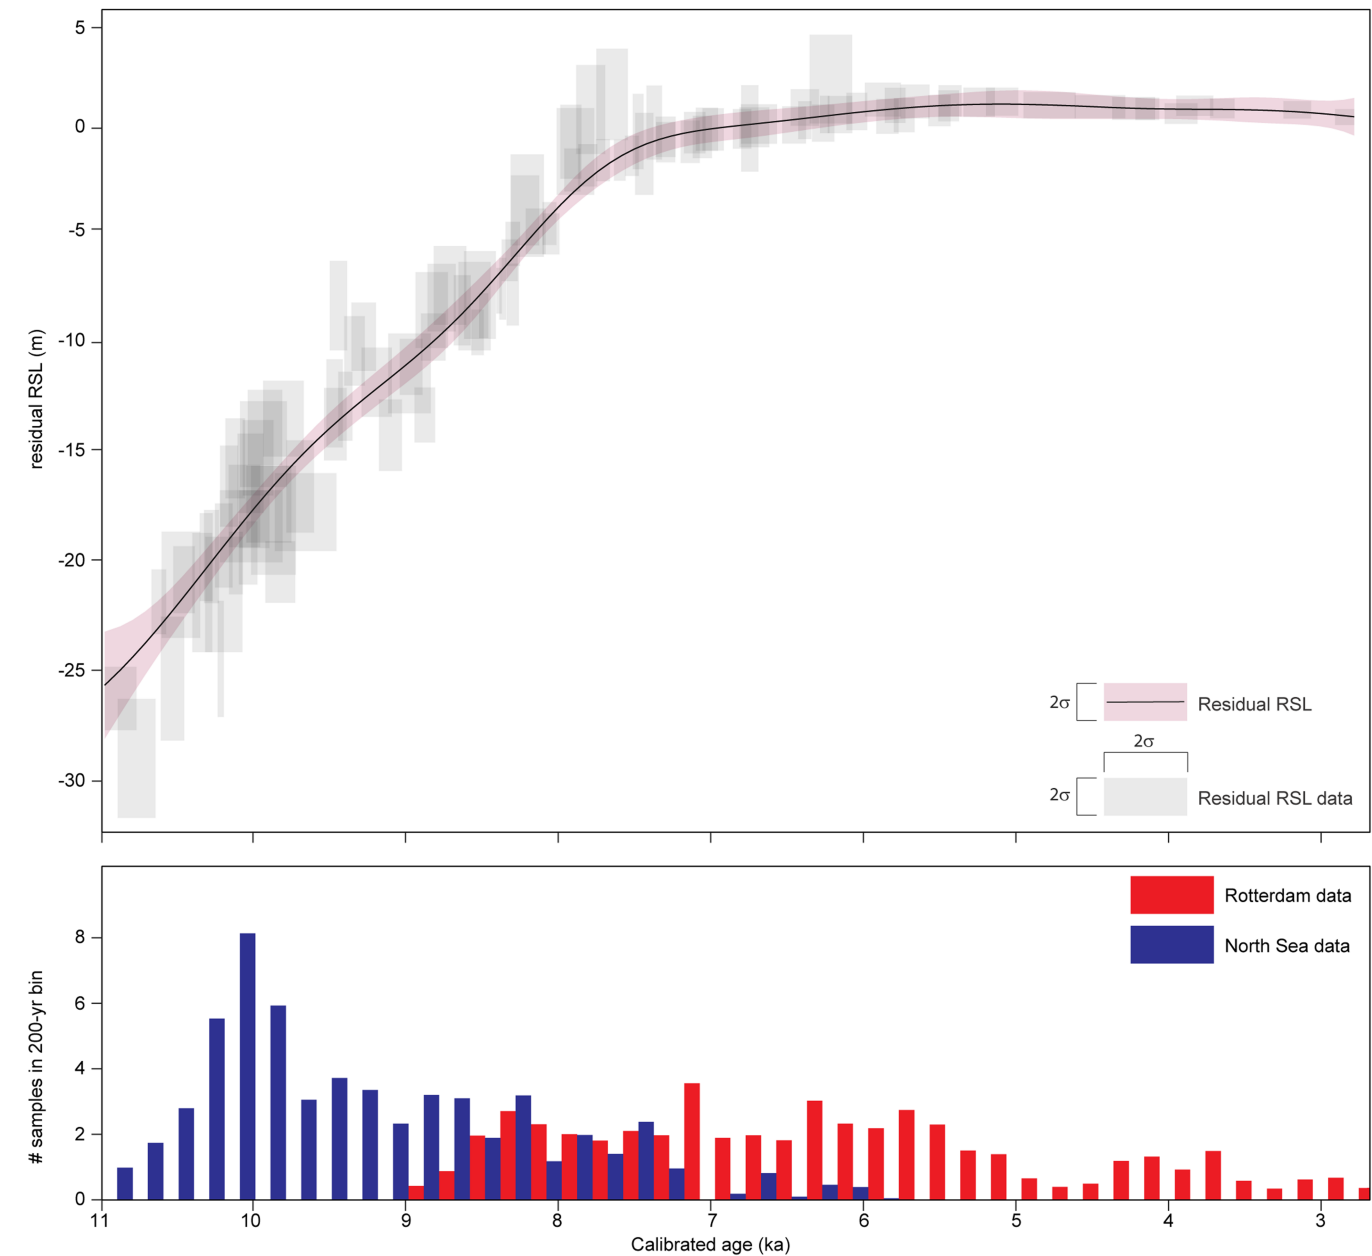 5
0
-5
-10
-15
-20
-25
-30
residual RSL (m)
2σ
Residual RSL
2σ
2σ
Residual RSL data
8
6
4
2
0
# samples in 200-yr bin
Rotterdam data
North Sea data
11
10
9
8
7
6
5
4
3
Calibrated age (ka)